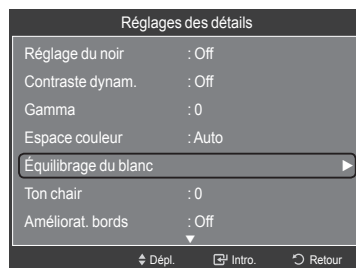 Réglages des détails
Réglage du noir : Off
Contraste dynam. : Off
Gamma : 0
Espace couleur : Auto
Équilibrage du blanc
Ton chair : 0
Améliorat. bords : Off
Dépl. Intro. Retour